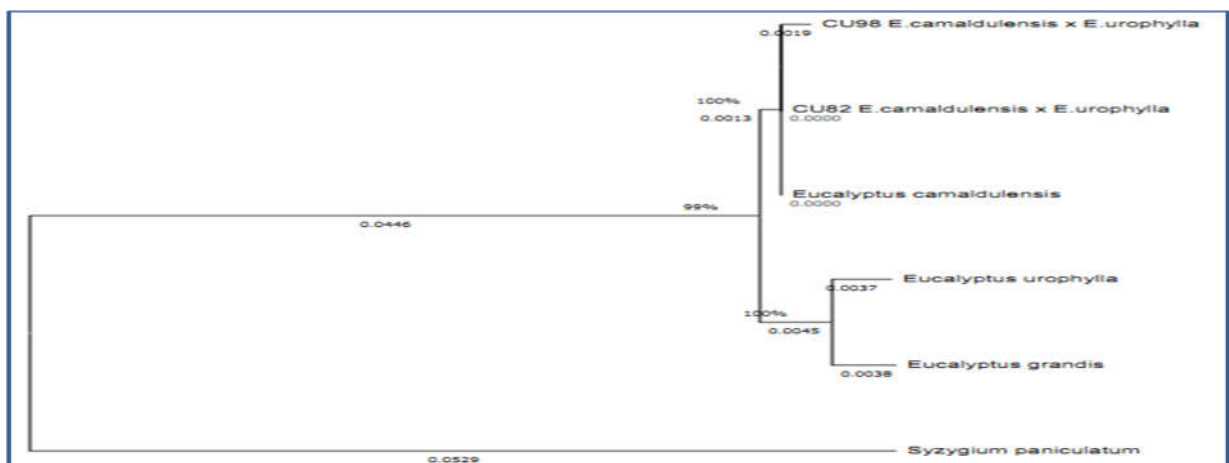 CU98 E.camaldulensis x E.urophylla
0.0019
100%
CU82 E.camaldulensis x E.urophylla
0.0013
0.0000
Eucalyptus camaldulensis
0.0000
99%
0.0446
Eucalyptus urophylla
0.0037
100%
0.0045
Eucalyptus grandis
0.0038
Syzygium paniculatum
0.0529